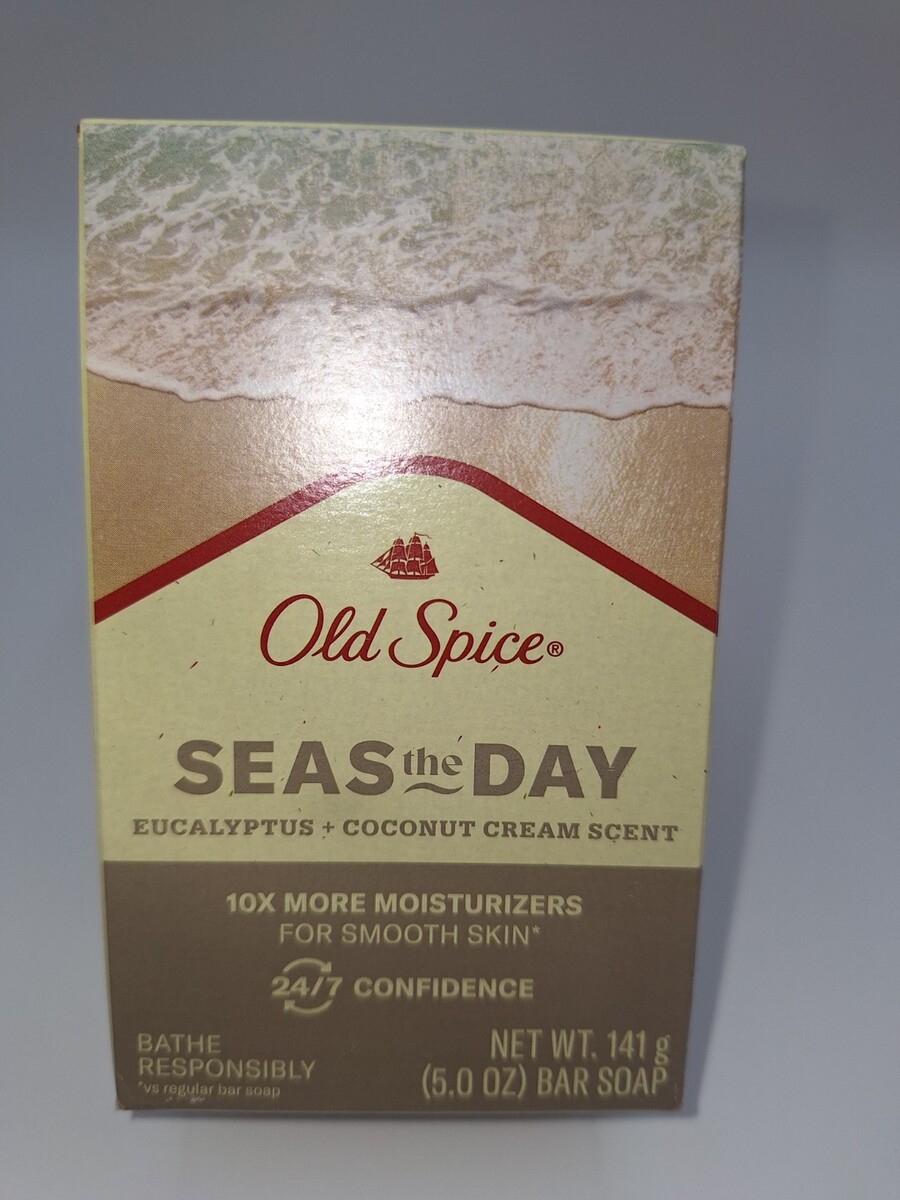 Old Spice®
SEAS the DAY
EUCALYPTUS + COCONUT CREAM SCENT
10X MORE MOISTURIZERS
FOR SMOOTH SKIN*
24/7 CONFIDENCE
BATHE
RESPONSIBLY
*vs regular bar soap
NET WT. 141 g
(5.0 OZ) BAR SOAP